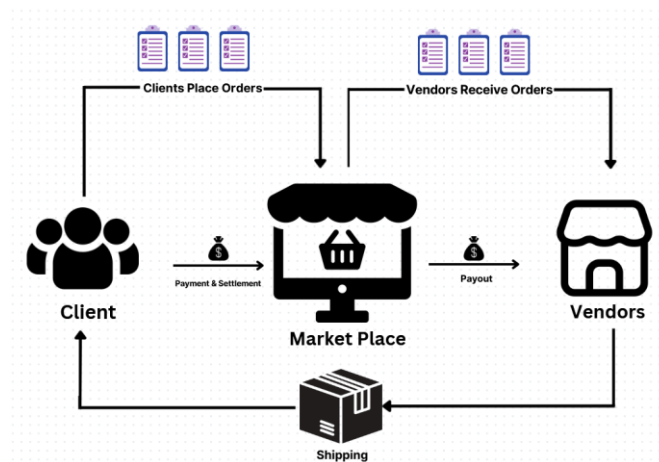 Clients Place Orders
Vendors Receive Orders
$
$
Payment & Settlement
Payout
Client
Vendors
Market Place
Shipping